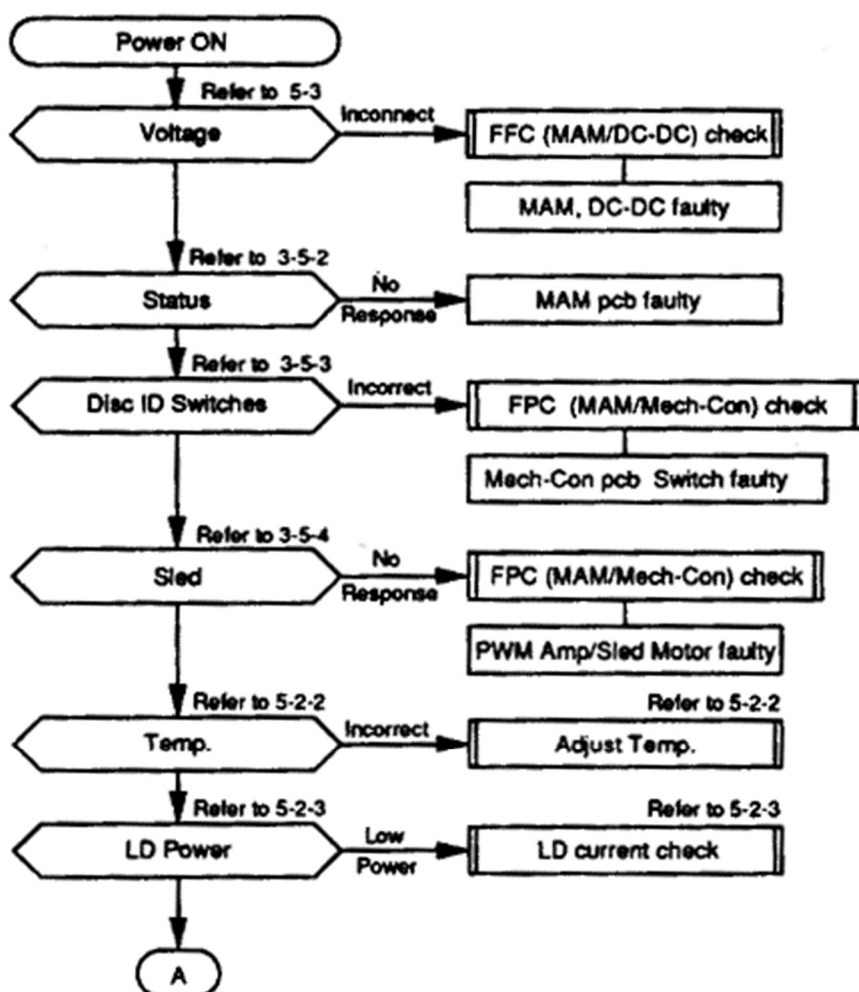 Power ON
Refer to 5-3
Voltage
Inconnect
FFC (MAM/DC-DC) check
MAM, DC-DC faulty
Refer to 3-5-2
Status
No
Response
MAM pcb faulty
Refer to 3-5-3
Disc ID Switches
Incorrect
FPC (MAM/Mech-Con) check
Mech-Con pcb Switch faulty
Refer to 3-5-4
Sled
No
Response
FPC (MAM/Mech-Con) check
PWM Amp/Sled Motor faulty
Refer to 5-2-2
Temp.
Incorrect
Refer to 5-2-2
Adjust Temp.
Refer to 5-2-3
LD Power
Low
Power
Refer to 5-2-3
LD current check
A